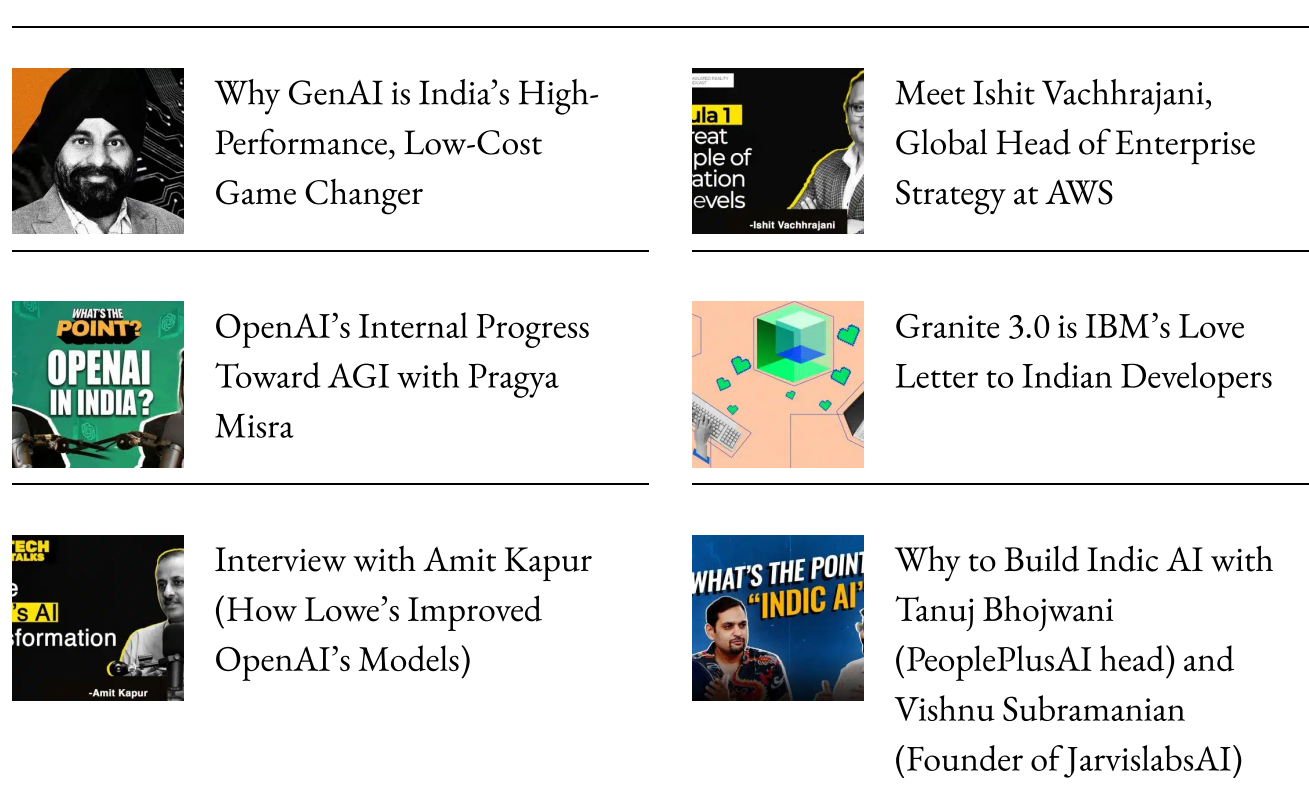 Why GenAI is India’s High-
Performance, Low-Cost
Game Changer
ula 1
reat
ple of
ation
evels
-Ishit Vachhrajani
Meet Ishit Vachhrajani,
Global Head of Enterprise
Strategy at AWS
WHAT'S THE
POINT?
OPENAI
IN INDIA?
OpenAI’s Internal Progress
Toward AGI with Pragya
Misra
Granite 3.0 is IBM’s Love
Letter to Indian Developers
TECH
TALKS
e
's AI
sformation
-Amit Kapur
Interview with Amit Kapur
(How Lowe’s Improved
OpenAI’s Models)
WHAT'S THE POINT
“INDIC AI”
Why to Build Indic AI with
Tanuj Bhojwani
(PeoplePlusAI head) and
Vishnu Subramanian
(Founder of JarvislabsAI)